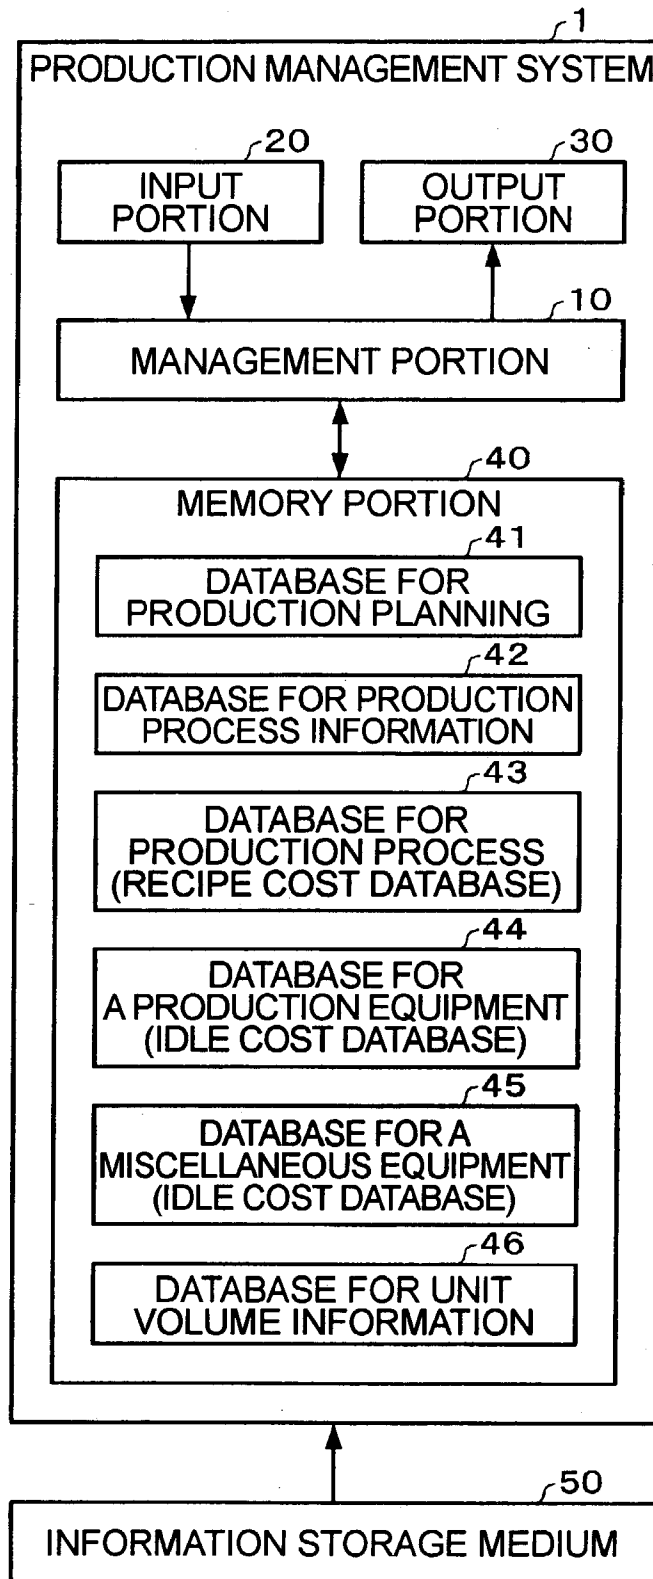 1
PRODUCTION MANAGEMENT SYSTEM
20
INPUT
PORTION
30
OUTPUT
PORTION
10
MANAGEMENT PORTION
40
MEMORY PORTION
41
DATABASE FOR
PRODUCTION PLANNING
42
DATABASE FOR PRODUCTION
PROCESS INFORMATION
43
DATABASE FOR
PRODUCTION PROCESS
(RECIPE COST DATABASE)
44
DATABASE FOR
A PRODUCTION EQUIPMENT
(IDLE COST DATABASE)
45
DATABASE FOR A
MISCELLANEOUS EQUIPMENT
(IDLE COST DATABASE)
46
DATABASE FOR UNIT
VOLUME INFORMATION
50
INFORMATION STORAGE MEDIUM